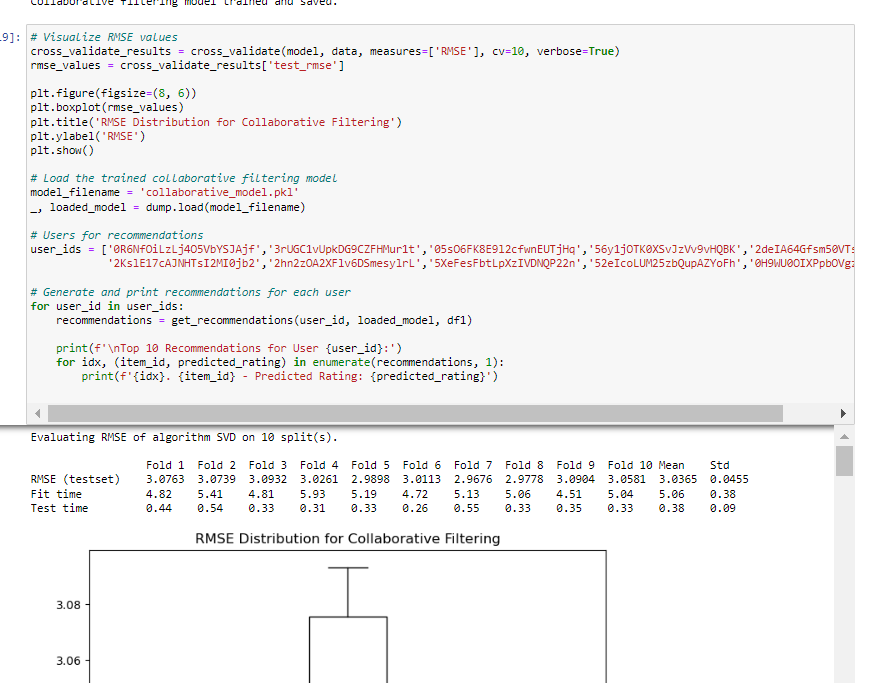 Collaborative filtering model trained and saved.
9]:
# Visualize RMSE values
cross_validate_results = cross_validate(model, data, measures=['RMSE'], cv=10, verbose=True)
rmse_values = cross_validate_results['test_rmse']
plt.figure(figsize=(8, 6))
plt.boxplot(rmse_values)
plt.title('RMSE Distribution for Collaborative Filtering')
plt.ylabel('RMSE')
plt.show()
# Load the trained collaborative filtering model
model_filename = 'collaborative_model.pkl'
_, loaded_model = dump.load(model_filename)
# Users for recommendations
user_ids = ['0R6NfOiLzLj4O5VbYSJAjf','3rUGC1vUpkDG9CZFHMur1t','05sO6FK8E9l2cfwnEUTjHq','56y1jOTK0XSvJzVv9vHQBK','2deIA64Gfsm50VTs
'2KslE17cAJNHTsI2MI0jb2','2hn2zOA2XFlv6DSmesylrL','5XeFesFbtLpXzIVDNQP22n','52eIcoLUM25zbQupAZYoFh','0H9WU0OIXPpbOVgz
# Generate and print recommendations for each user
for user_id in user_ids:
    recommendations = get_recommendations(user_id, loaded_model, df1)
    print(f'\nTop 10 Recommendations for User {user_id}:')
    for idx, (item_id, predicted_rating) in enumerate(recommendations, 1):
        print(f'{idx}. {item_id} - Predicted Rating: {predicted_rating}')
Evaluating RMSE of algorithm SVD on 10 split(s).
Fold 1 Fold 2 Fold 3 Fold 4 Fold 5 Fold 6 Fold 7 Fold 8 Fold 9 Fold 10 Mean Std
RMSE (testset) 3.0763 3.0739 3.0932 3.0261 2.9898 3.0113 2.9676 2.9778 3.0904 3.0581 3.0365 0.0455
Fit time 4.82 5.41 4.81 5.93 5.19 4.72 5.13 5.06 4.51 5.04 5.06 0.38
Test time 0.44 0.54 0.33 0.31 0.33 0.26 0.55 0.33 0.35 0.33 0.38 0.09
RMSE Distribution for Collaborative Filtering
3.08
3.06